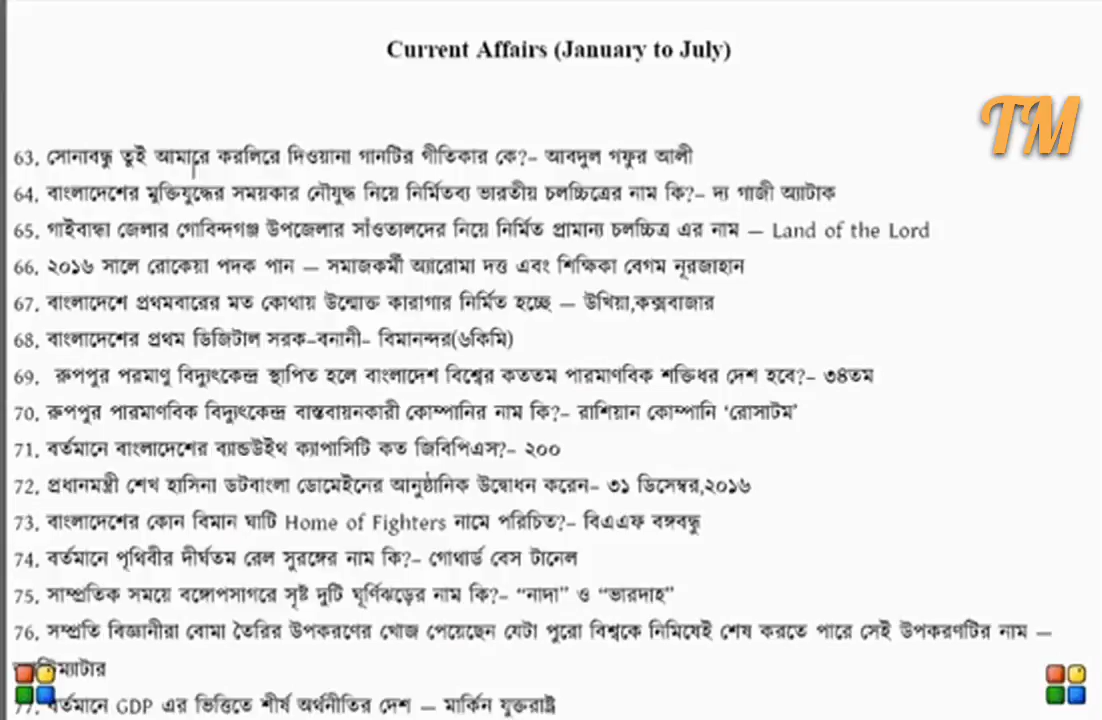 Current Affairs (January to July)
TM
63. সোনাবন্ধু তুই আমারে করলিরে দিওয়ানা গানটির গীতিকার কে?– আবদুল গফুর আলী
64. বাংলাদেশের মুক্তিযুদ্ধের সময়কার নৌযুদ্ধ নিয়ে নির্মিতব্য ভারতীয় চলচ্চিত্রের নাম কি?– দ্য গাজী অ্যাটাক
65. গাইবান্ধা জেলার গোবিন্দগঞ্জ উপজেলার সাঁওতালদের নিয়ে নির্মিত প্রামান্য চলচ্চিত্র এর নাম — Land of the Lord
66. ২০১৬ সালে রোকেয়া পদক পান — সমাজকর্মী অ্যারোমা দত্ত এবং শিক্ষিকা বেগম নূরজাহান
67. বাংলাদেশে প্রথমবারের মত কোথায় উন্মোক্ত কারাগার নির্মিত হচ্ছে — উখিয়া,কক্সবাজার
68. বাংলাদেশের প্রথম ডিজিটাল সরক–বনানী– বিমানন্দর(৬কিমি)
69. রুপপুর পরমাণু বিদ্যুৎকেন্দ্র স্থাপিত হলে বাংলাদেশ বিশ্বের কততম পারমাণবিক শক্তিধর দেশ হবে?– ৩৪তম
70. রুপপুর পারমাণবিক বিদ্যুৎকেন্দ্র বাস্তবায়নকারী কোম্পানির নাম কি?– রাশিয়ান কোম্পানি ‘রোসাটম’
71. বর্তমানে বাংলাদেশের ব্যান্ডউইথ ক্যাপাসিটি কত জিবিপিএস?– ২০০
72. প্রধানমন্ত্রী শেখ হাসিনা ডটবাংলা ডোমেইনের আনুষ্ঠানিক উদ্বোধন করেন– ৩১ ডিসেম্বর,২০১৬
73. বাংলাদেশের কোন বিমান ঘাটি Home of Fighters নামে পরিচিত?– বিএএফ বঙ্গবন্ধু
74. বর্তমানে পৃথিবীর দীর্ঘতম রেল সুরঙ্গের নাম কি?– গোথার্ড বেস টানেল
75. সাম্প্রতিক সময়ে বঙ্গোপসাগরে সৃষ্ট দুটি ঘূর্ণিঝড়ের নাম কি?– “নাদা” ও “ভারদাহ”
76. সম্প্রতি বিজ্ঞানীরা বোমা তৈরির উপকরণের খোজ পেয়েছেন যেটা পুরো বিশ্বকে নিমিষেই শেষ করতে পারে সেই উপকরণটির নাম —
77. বর্তমানে GDP এর ভিত্তিতে শীর্ষ অর্থনীতির দেশ — মার্কিন যুক্তরাষ্ট্র